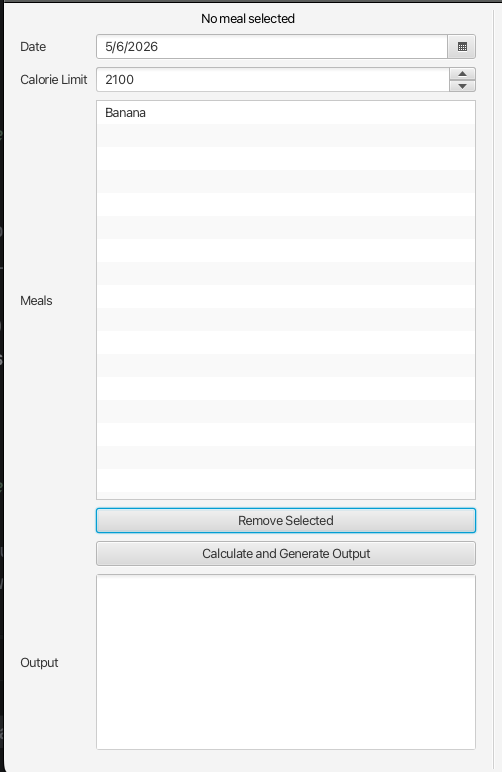 No meal selected
Date 5/6/2026
Calorie Limit 2100
Banana
Meals
Remove Selected
Calculate and Generate Output
Output